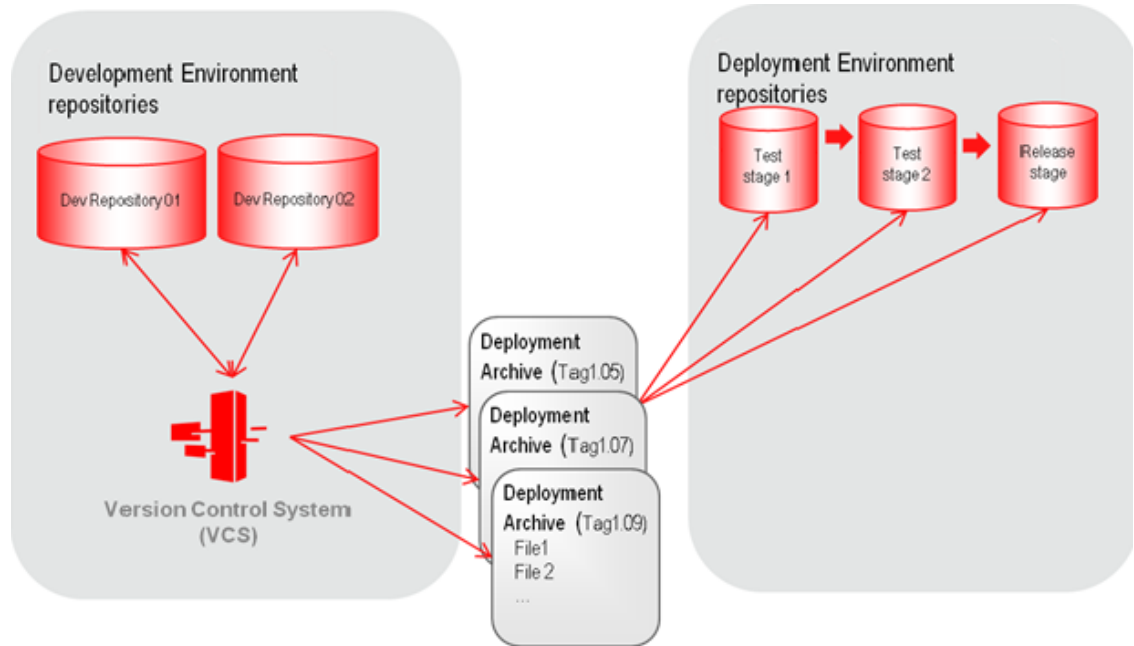 Development Environment
repositories
Dev Repository 01
Dev Repository 02
Version Control System
(VCS)
Deployment
Archive (Tag1.05)
Deployment
Archive (Tag1.07)
Deployment
Archive (Tag1.09)
File1
File 2
...
Deployment Environment
repositories
Test
stage 1
Test
stage 2
Release
stage